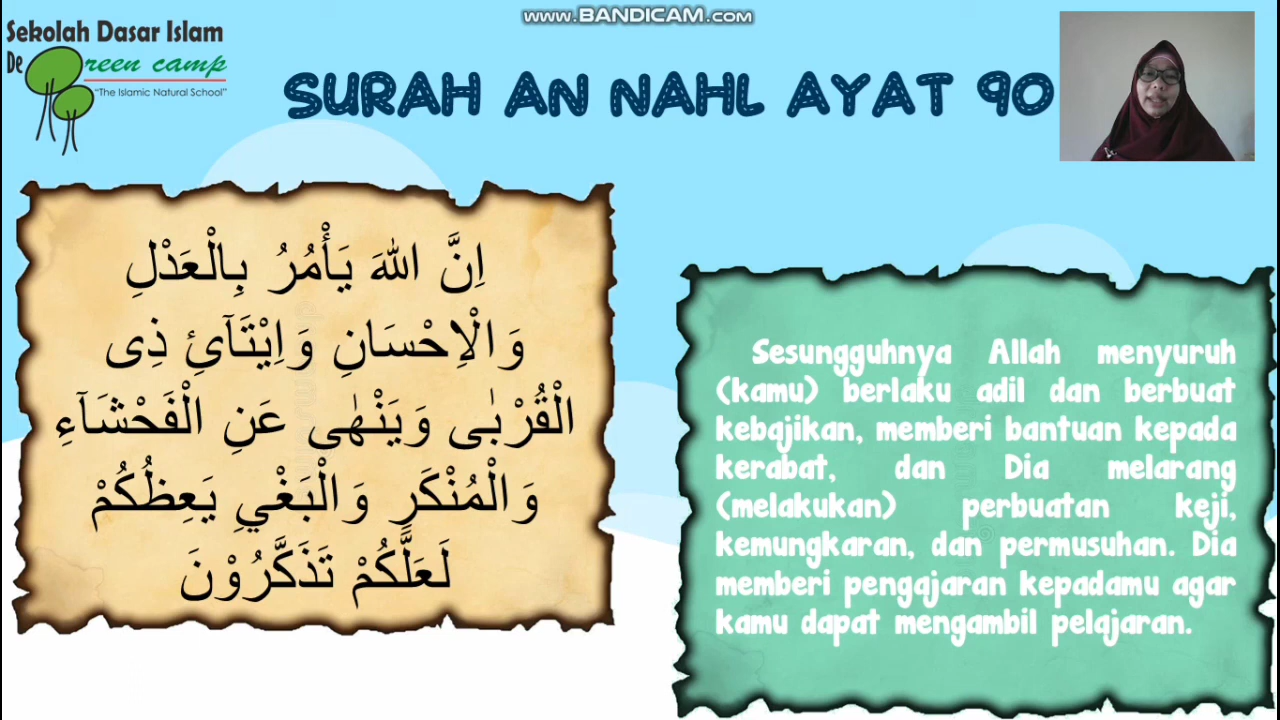 www.BANDICAM.com
Sekolah Dasar Islam
De Green camp
"The Islamic Natural School"
SURAH AN NAHL AYAT 90
اِنَّ اللهَ يَأْمُرُ بِالْعَدْلِ
وَالْاِحْسَانِ وَاِيْتَآئِ ذِى
الْقُرْبٰى وَيَنْهٰى عَنِ الْفَحْشَآءِ
وَالْمُنْكَرِ وَالْبَغْيِ يَعِظُكُمْ
لَعَلَّكُمْ تَذَكَّرُوْنَ
Sesungguhnya Allah menyuruh
(kamu) berlaku adil dan berbuat
kebajikan, memberi bantuan kepada
kerabat, dan Dia melarang
(melakukan) perbuatan keji,
kemungkaran, dan permusuhan. Dia
memberi pengajaran kepadamu agar
kamu dapat mengambil pelajaran.